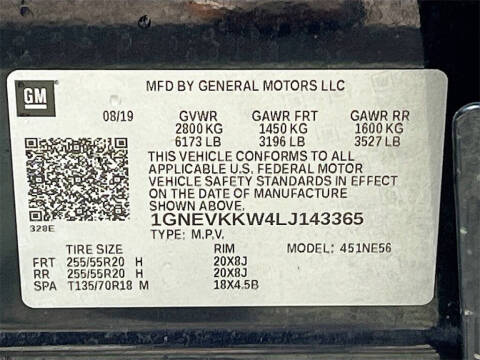 GM
MFD BY GENERAL MOTORS LLC
08/19 GVWR GAWR FRT GAWR RR
2800 KG 1450 KG 1600 KG
6173 LB 3196 LB 3527 LB
THIS VEHICLE CONFORMS TO ALL
APPLICABLE U.S. FEDERAL MOTOR
VEHICLE SAFETY STANDARDS IN EFFECT
ON THE DATE OF MANUFACTURE
SHOWN ABOVE.
328E 1GNEVKKW4LJ143365
TYPE: M.P.V. MODEL: 451NE56
TIRE SIZE RIM
FRT 255/55R20 H 20X8J
RR 255/55R20 H 20X8J
SPA T135/70R18 M 18X4.5B